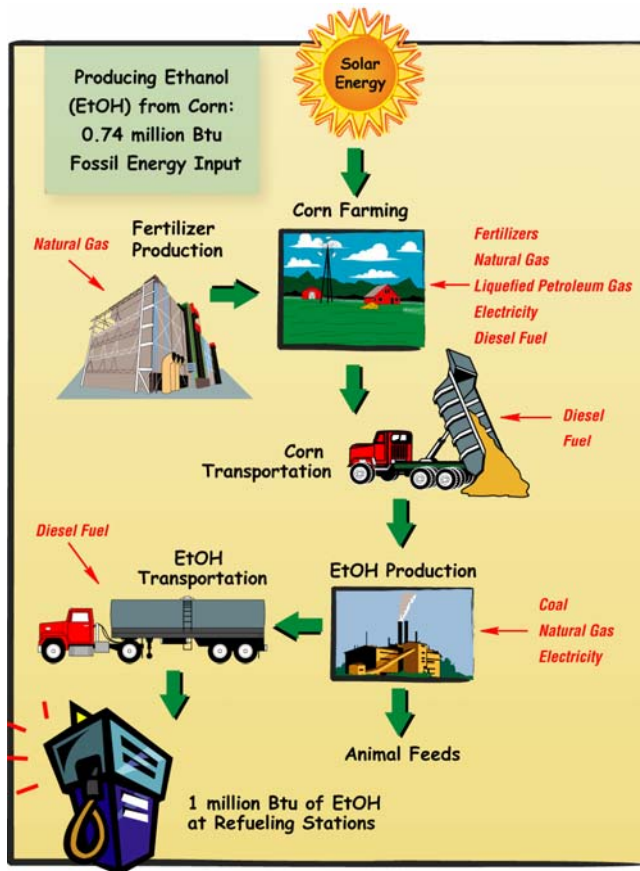 Producing Ethanol
(EtOH) from Corn:
0.74 million Btu
Fossil Energy Input
Solar
Energy
Corn Farming
Fertilizer
Production
Natural Gas
Fertilizers
Natural Gas
Liquefied Petroleum Gas
Electricity
Diesel Fuel
Corn
Transportation
Diesel
Fuel
Diesel Fuel
EtOH
Transportation
EtOH Production
Coal
Natural Gas
Electricity
Animal Feeds
1 million Btu of EtOH
at Refueling Stations